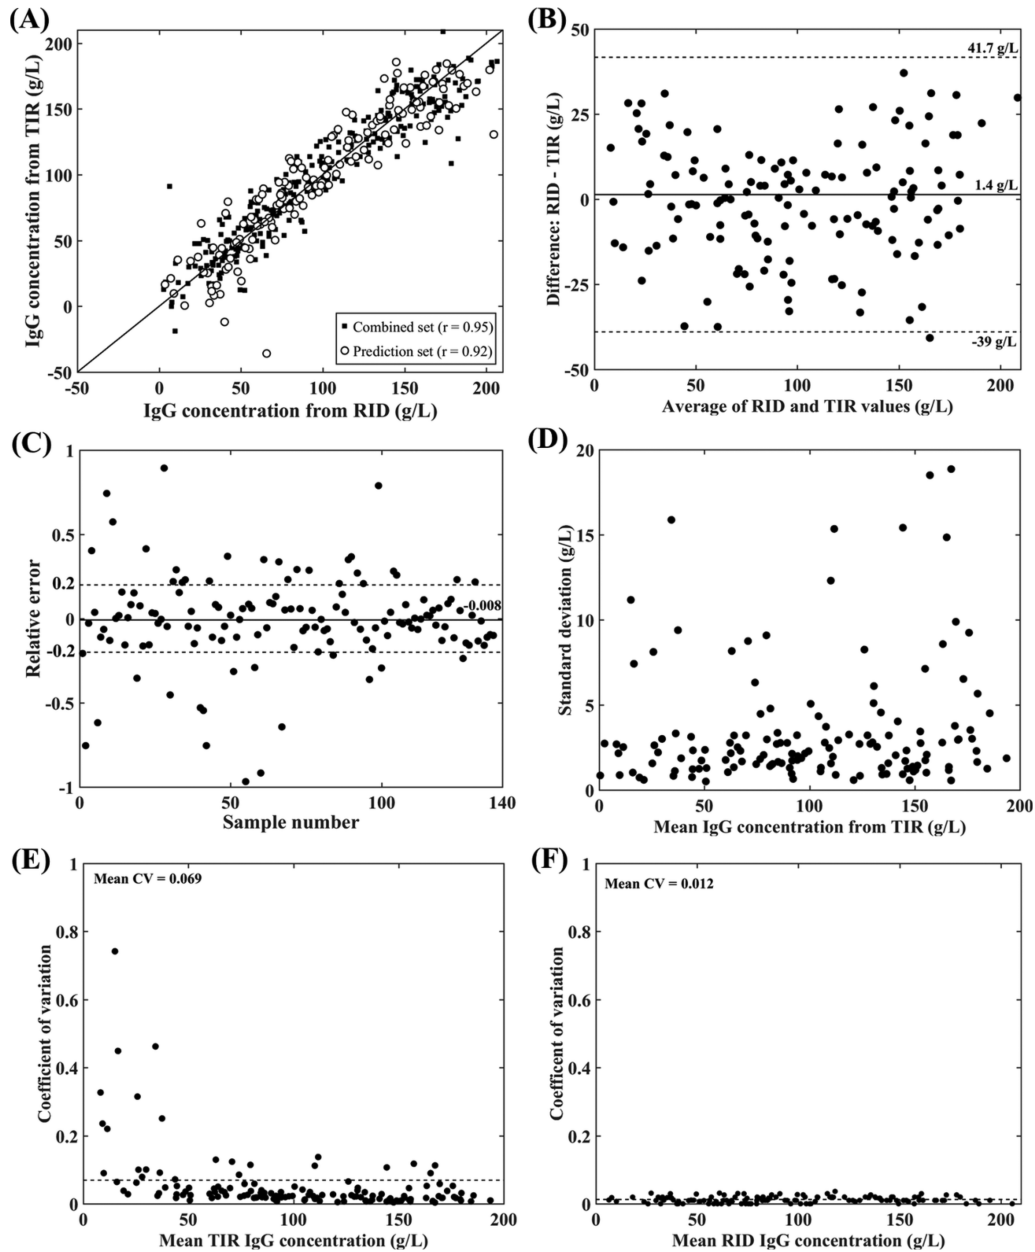 (A)
IgG concentration from TIR (g/L)
200
150
100
50
0
-50
-50
0
50
100
150
200
IgG concentration from RID (g/L)
Combined set (r = 0.95)
Prediction set (r = 0.92)
(B)
Difference: RID - TIR (g/L)
50
25
0
-25
-50
41.7 g/L
1.4 g/L
-39 g/L
0
50
100
150
200
Average of RID and TIR values (g/L)
(C)
Relative error
1
0.5
0.2
0
-0.2
-0.5
-1
-0.008
0
50
100
140
Sample number
(D)
Standard deviation (g/L)
20
15
10
5
0
0
50
100
150
200
Mean IgG concentration from TIR (g/L)
(E)
Mean CV = 0.069
Coefficient of variation
1
0.8
0.6
0.4
0.2
0
0
50
100
150
200
Mean TIR IgG concentration (g/L)
(F)
Mean CV = 0.012
Coefficent of variation
1
0.8
0.6
0.4
0.2
0
0
50
100
150
200
Mean RID IgG concentration (g/L)